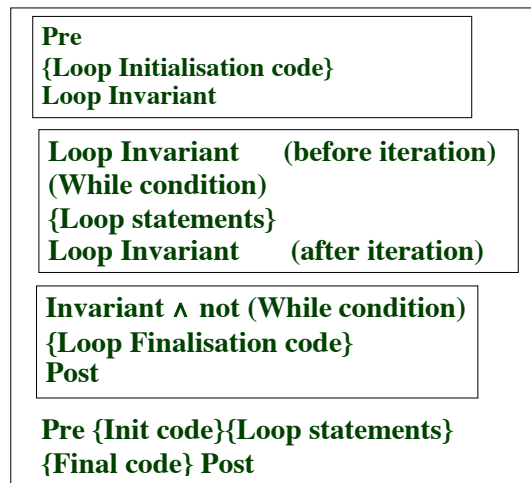 Pre
{Loop Initialisation code}
Loop Invariant
Loop Invariant (before iteration)
(While condition)
{Loop statements}
Loop Invariant (after iteration)
Invariant ∧ not (While condition)
{Loop Finalisation code}
Post
Pre {Init code}{Loop statements}
{Final code} Post